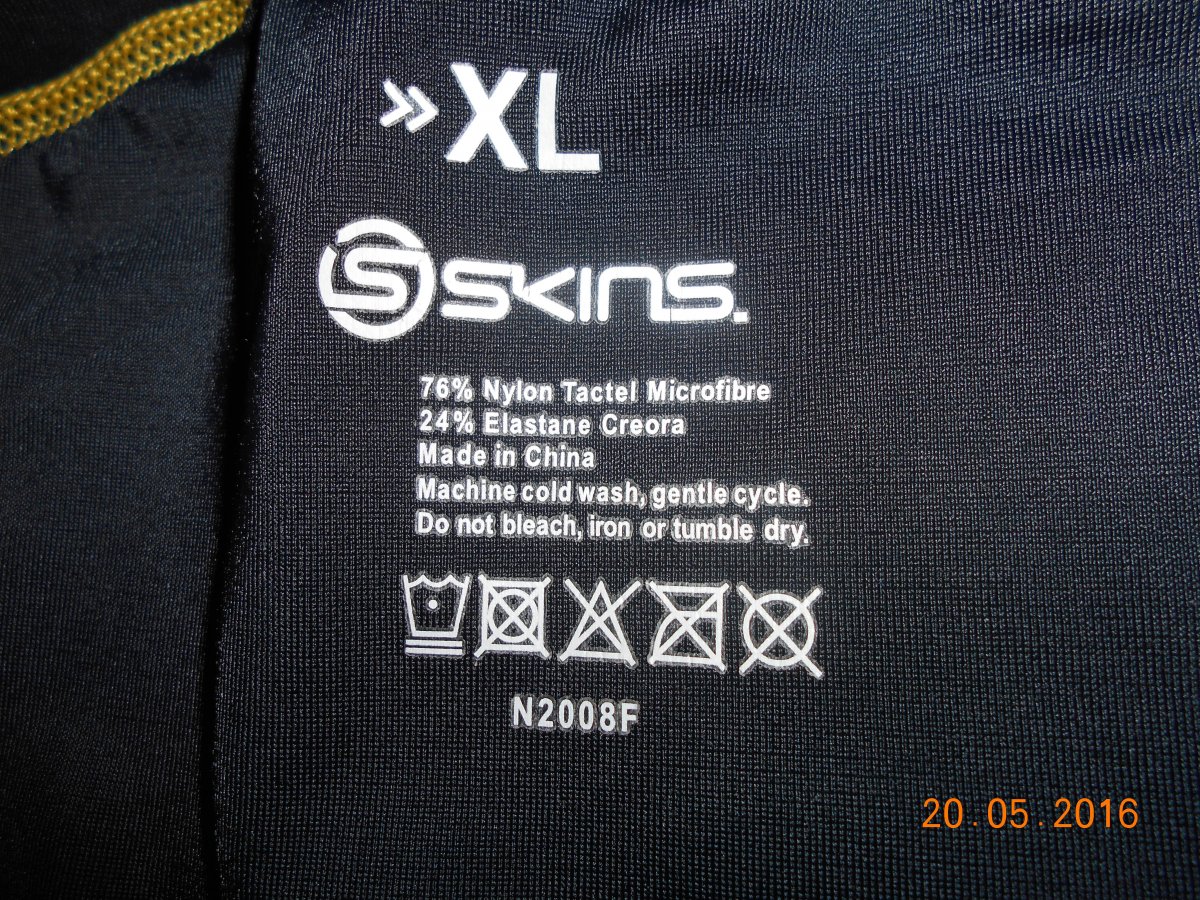 XL
SKINS.
76% Nylon Tactel Microfibre
24% Elastane Creora
Made in China
Machine cold wash, gentle cycle.
Do not bleach, iron or tumble dry.
N2008F
20.05.2016